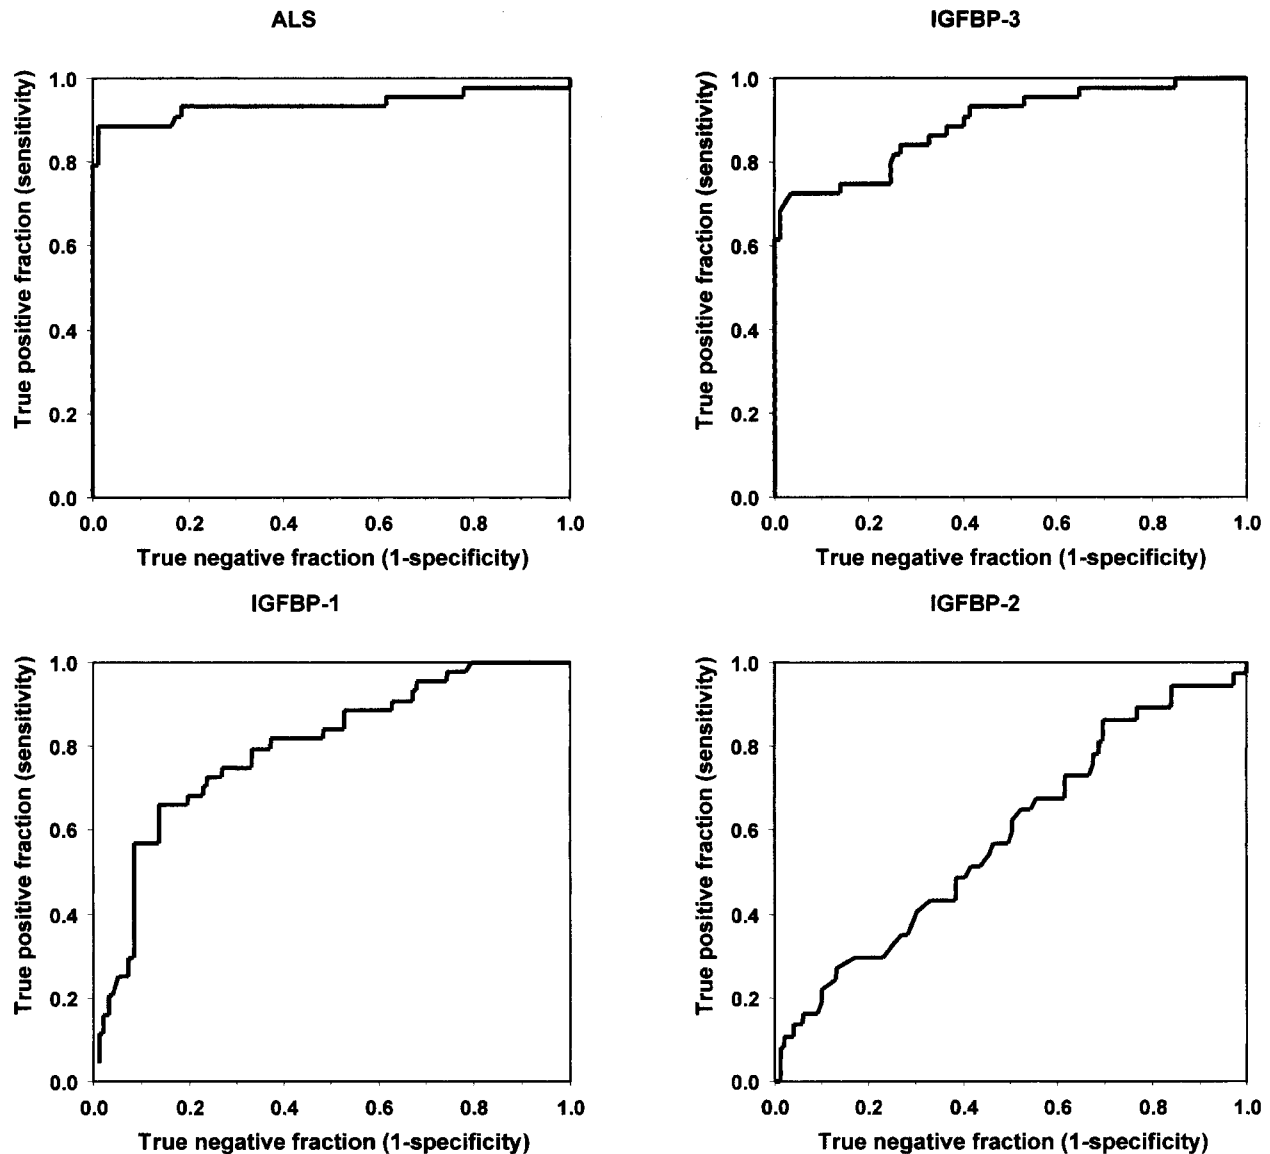 ALS
True positive fraction (sensitivity)
1.0
0.8
0.6
0.4
0.2
0.0
0.0 0.2 0.4 0.6 0.8 1.0
True negative fraction (1-specificity)
IGFBP-3
True positive fraction (sensitivity)
1.0
0.8
0.6
0.4
0.2
0.0
0.0 0.2 0.4 0.6 0.8 1.0
True negative fraction (1-specificity)
IGFBP-1
True positive fraction (sensitivity)
1.0
0.8
0.6
0.4
0.2
0.0
0.0 0.2 0.4 0.6 0.8 1.0
True negative fraction (1-specificity)
IGFBP-2
True positive fraction (sensitivity)
1.0
0.8
0.6
0.4
0.2
0.0
0.0 0.2 0.4 0.6 0.8 1.0
True negative fraction (1-specificity)